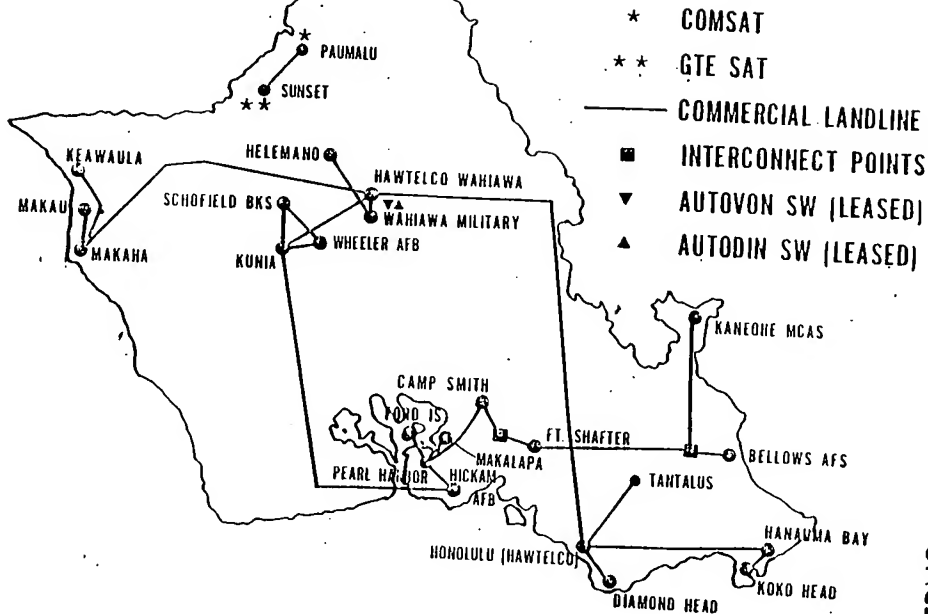 * COMSAT
* * GTE SAT
COMMERCIAL LANDLINE
INTERCONNECT POINTS
AUTOVON SW (LEASED)
AUTODIN SW (LEASED)
PAUMALU
SUNSET
KEAWAULA
HELEMANO
HAWTELCO WAHIAWA
MAKAU
SCHOFIELD BKS
WAHIAWA MILITARY
WHEELER AFB
MAKAHA
KUNIA
KANEOHE MCAS
CAMP SMITH
FORD IS
FT. SHAFTER
MAKALAPA
BELLOWS AFS
PEARL HARBOR
HICKAM
AFB
TANTALUS
HANAUMA BAY
HONOLULU (HAWTELCO)
KOKO HEAD
DIAMOND HEAD